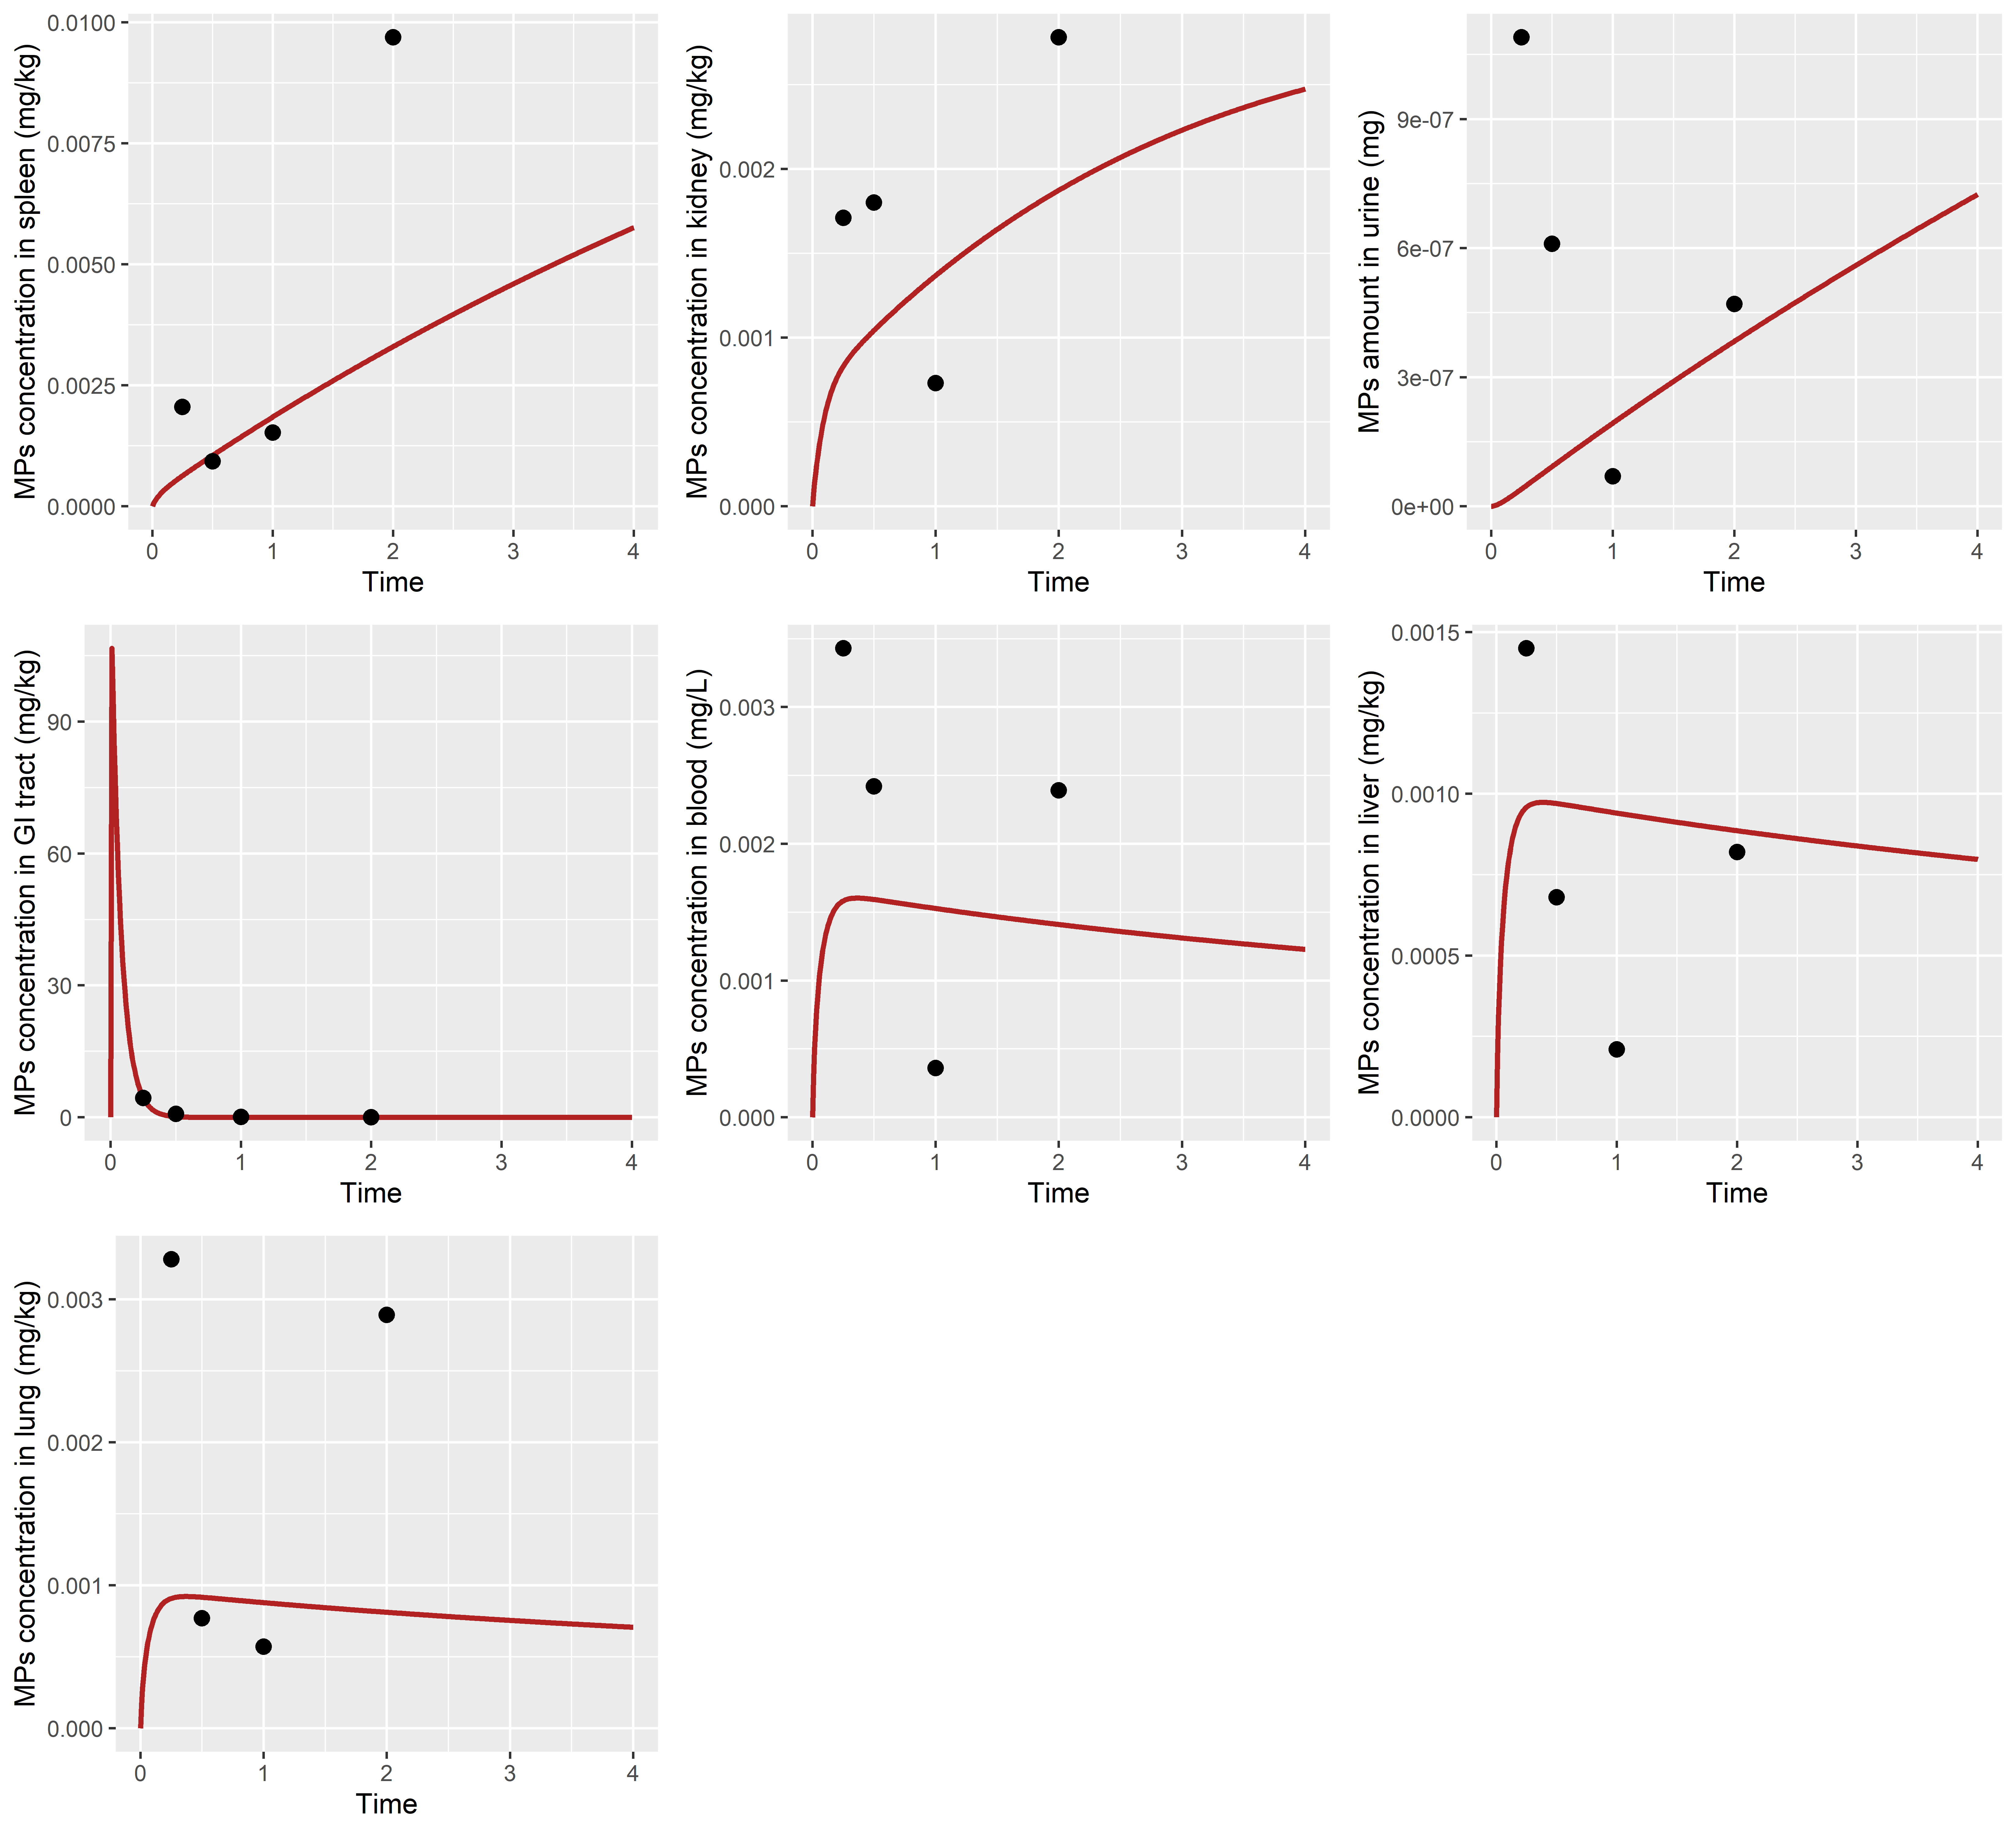 MPs concentration in spleen (mg/kg)
0.0100
0.0075
0.0050
0.0025
0.0000
0 1 2 3 4
Time
MPs concentration in kidney (mg/kg)
0.002
0.001
0.000
0 1 2 3 4
Time
MPs amount in urine (mg)
9e-07
6e-07
3e-07
0e+00
0 1 2 3 4
Time
MPs concentration in GI tract (mg/kg)
90
60
30
0
0 1 2 3 4
Time
MPs concentration in blood (mg/L)
0.003
0.002
0.001
0.000
0 1 2 3 4
Time
MPs concentration in liver (mg/kg)
0.0015
0.0010
0.0005
0.0000
0 1 2 3 4
Time
MPs concentration in lung (mg/kg)
0.003
0.002
0.001
0.000
0 1 2 3 4
Time